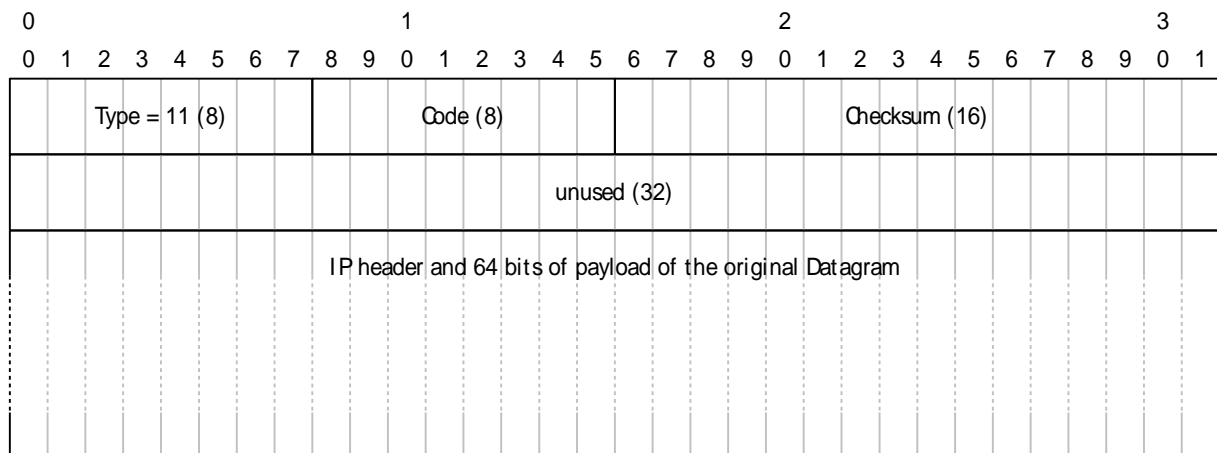 0 1 2 3
0 1 2 3 4 5 6 7 8 9 0 1 2 3 4 5 6 7 8 9 0 1 2 3 4 5 6 7 8 9 0 1
Type = 11 (8) Code (8) Checksum (16)
unused (32)
IP header and 64 bits of payload of the original Datagram